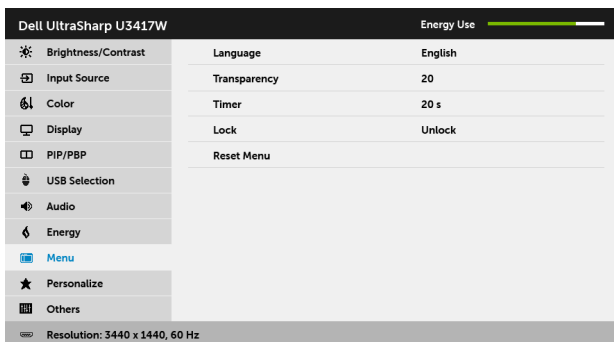 Dell UltraSharp U3417W Energy Use
Brightness/Contrast Language English
Input Source Transparency 20
Color Timer 20 s
Display Lock Unlock
PIP/PBP Reset Menu
USB Selection
Audio
Energy
Menu
Personalize
Others
Resolution: 3440 x 1440, 60 Hz